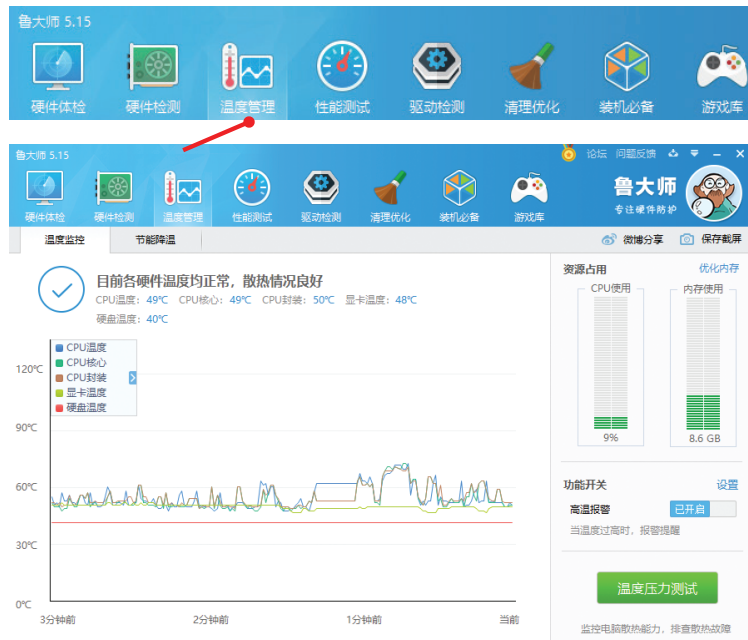 鲁大师 5.15
硬件体检 硬件检测 温度管理 性能测试 驱动检测 清理优化 装机必备 游戏库
鲁大师 5.15 论坛 问题反馈
硬件体检 硬件检测 温度管理 性能测试 驱动检测 清理优化 装机必备 游戏库
鲁大师
专注硬件防护
温度监控 节能降温 微博分享 保存截屏
目前各硬件温度均正常，散热情况良好
CPU温度：49℃ CPU核心：49℃ CPU封装：50℃ 显卡温度：48℃
硬盘温度：40℃
CPU温度
CPU核心
CPU封装
显卡温度
硬盘温度
120℃
90℃
60℃
30℃
0℃
3分钟前 2分钟前 1分钟前 当前
资源占用 优化内存
CPU使用 内存使用
9% 8.6 GB
功能开关 设置
高温报警 已开启
当温度过高时，报警提醒
温度压力测试
监控电脑散热能力，排查散热故障